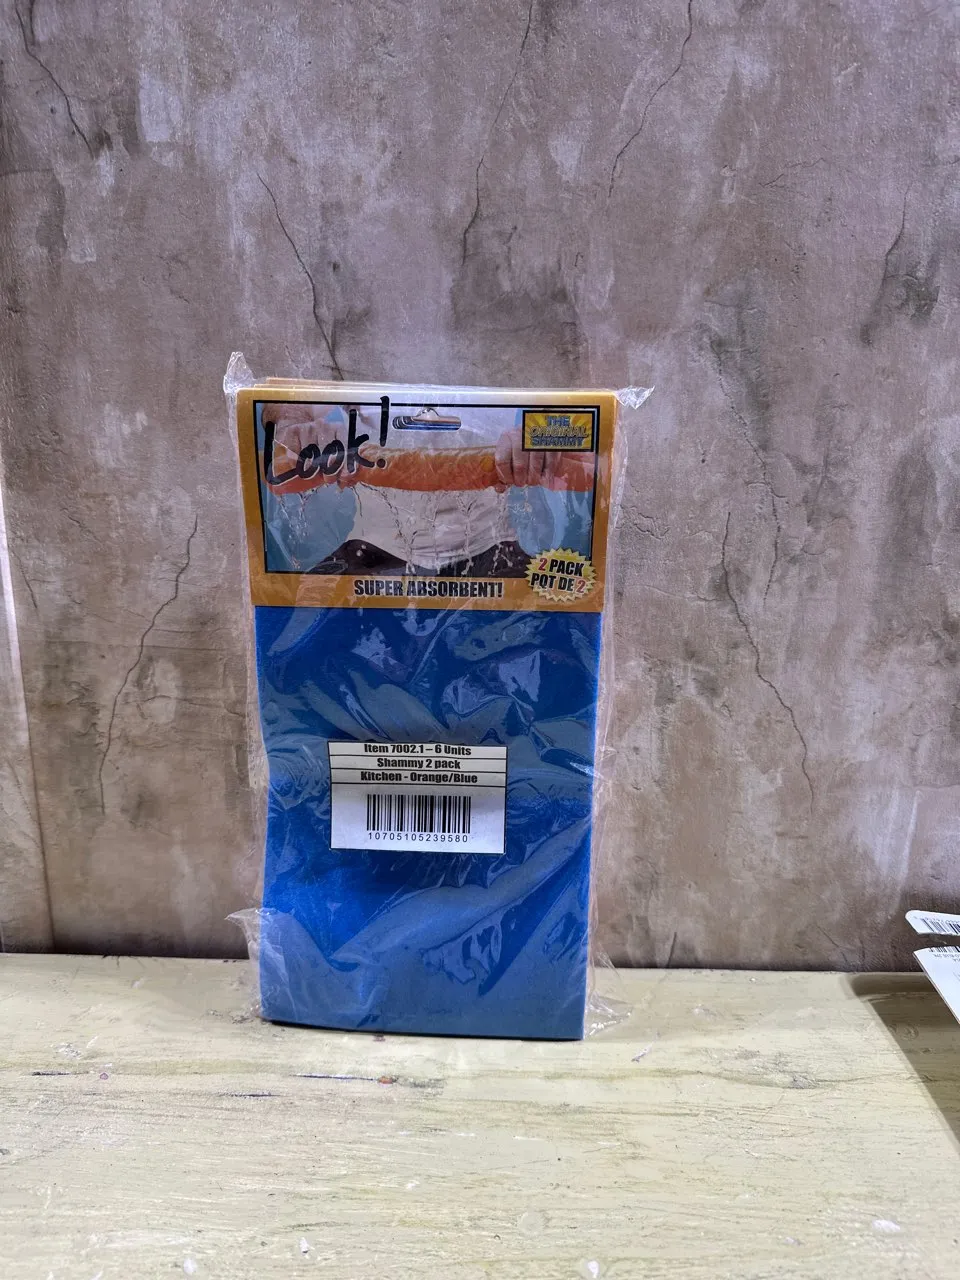 Look!
THE
ORIGINAL
SHAMMY
2 PACK
POT DE 2
SUPER ABSORBENT!
Item 7002.1 – 6 Units
Shammy 2 pack
Kitchen - Orange/Blue
10705105239580